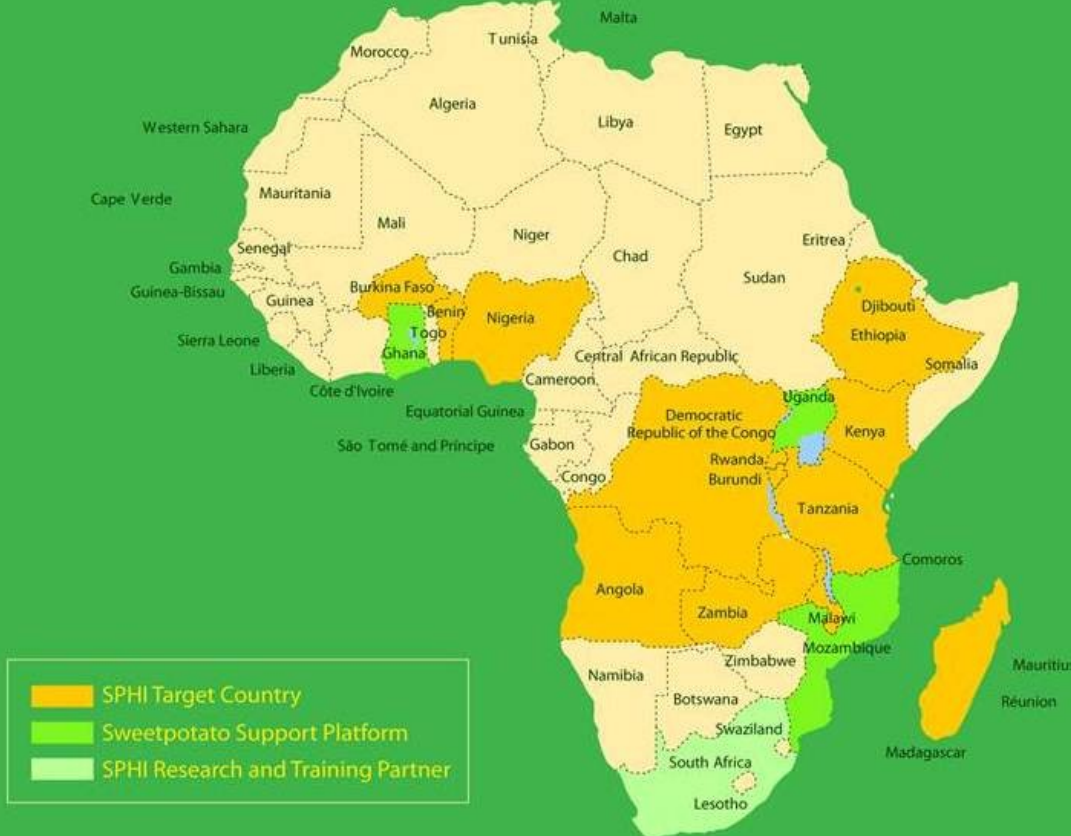 Malta
Tunisia
Morocco
Algeria
Libya
Egypt
Western Sahara
Cape Verde
Mauritania
Mali
Niger
Chad
Sudan
Eritrea
Senegal
Gambia
Guinea-Bissau
Guinea
Burkina Faso
Benin
Nigeria
Togo
Ghana
Djibouti
Ethiopia
Somalia
Sierra Leone
Liberia
Côte d'Ivoire
Central African Republic
Cameroon
Equatorial Guinea
São Tomé and Príncipe
Gabon
Congo
Democratic
Republic of the Congo
Uganda
Kenya
Rwanda
Burundi
Tanzania
Comoros
Angola
Zambia
Malawi
Mozambique
Zimbabwe
Namibia
Botswana
Mauritius
Réunion
Madagascar
Swaziland
South Africa
Lesotho
SPHI Target Country
Sweetpotato Support Platform
SPHI Research and Training Partner